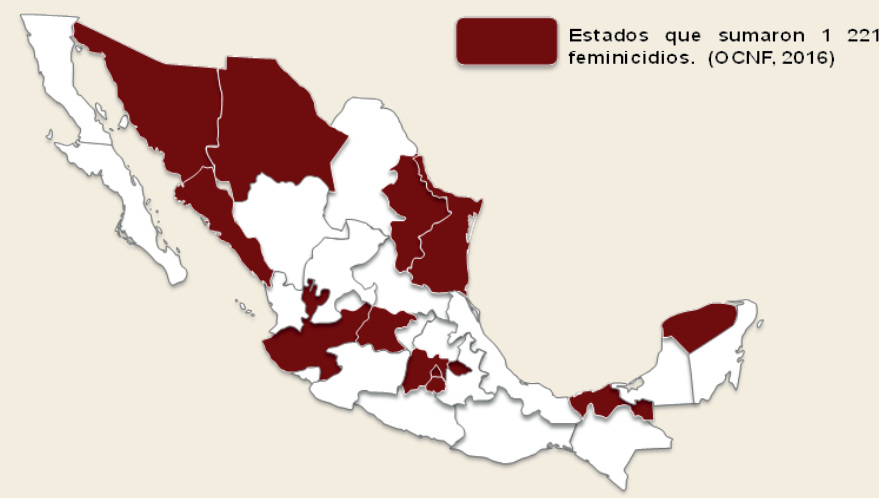 Estados que sumaron 1 221
feminicidios. (OCNF, 2016)